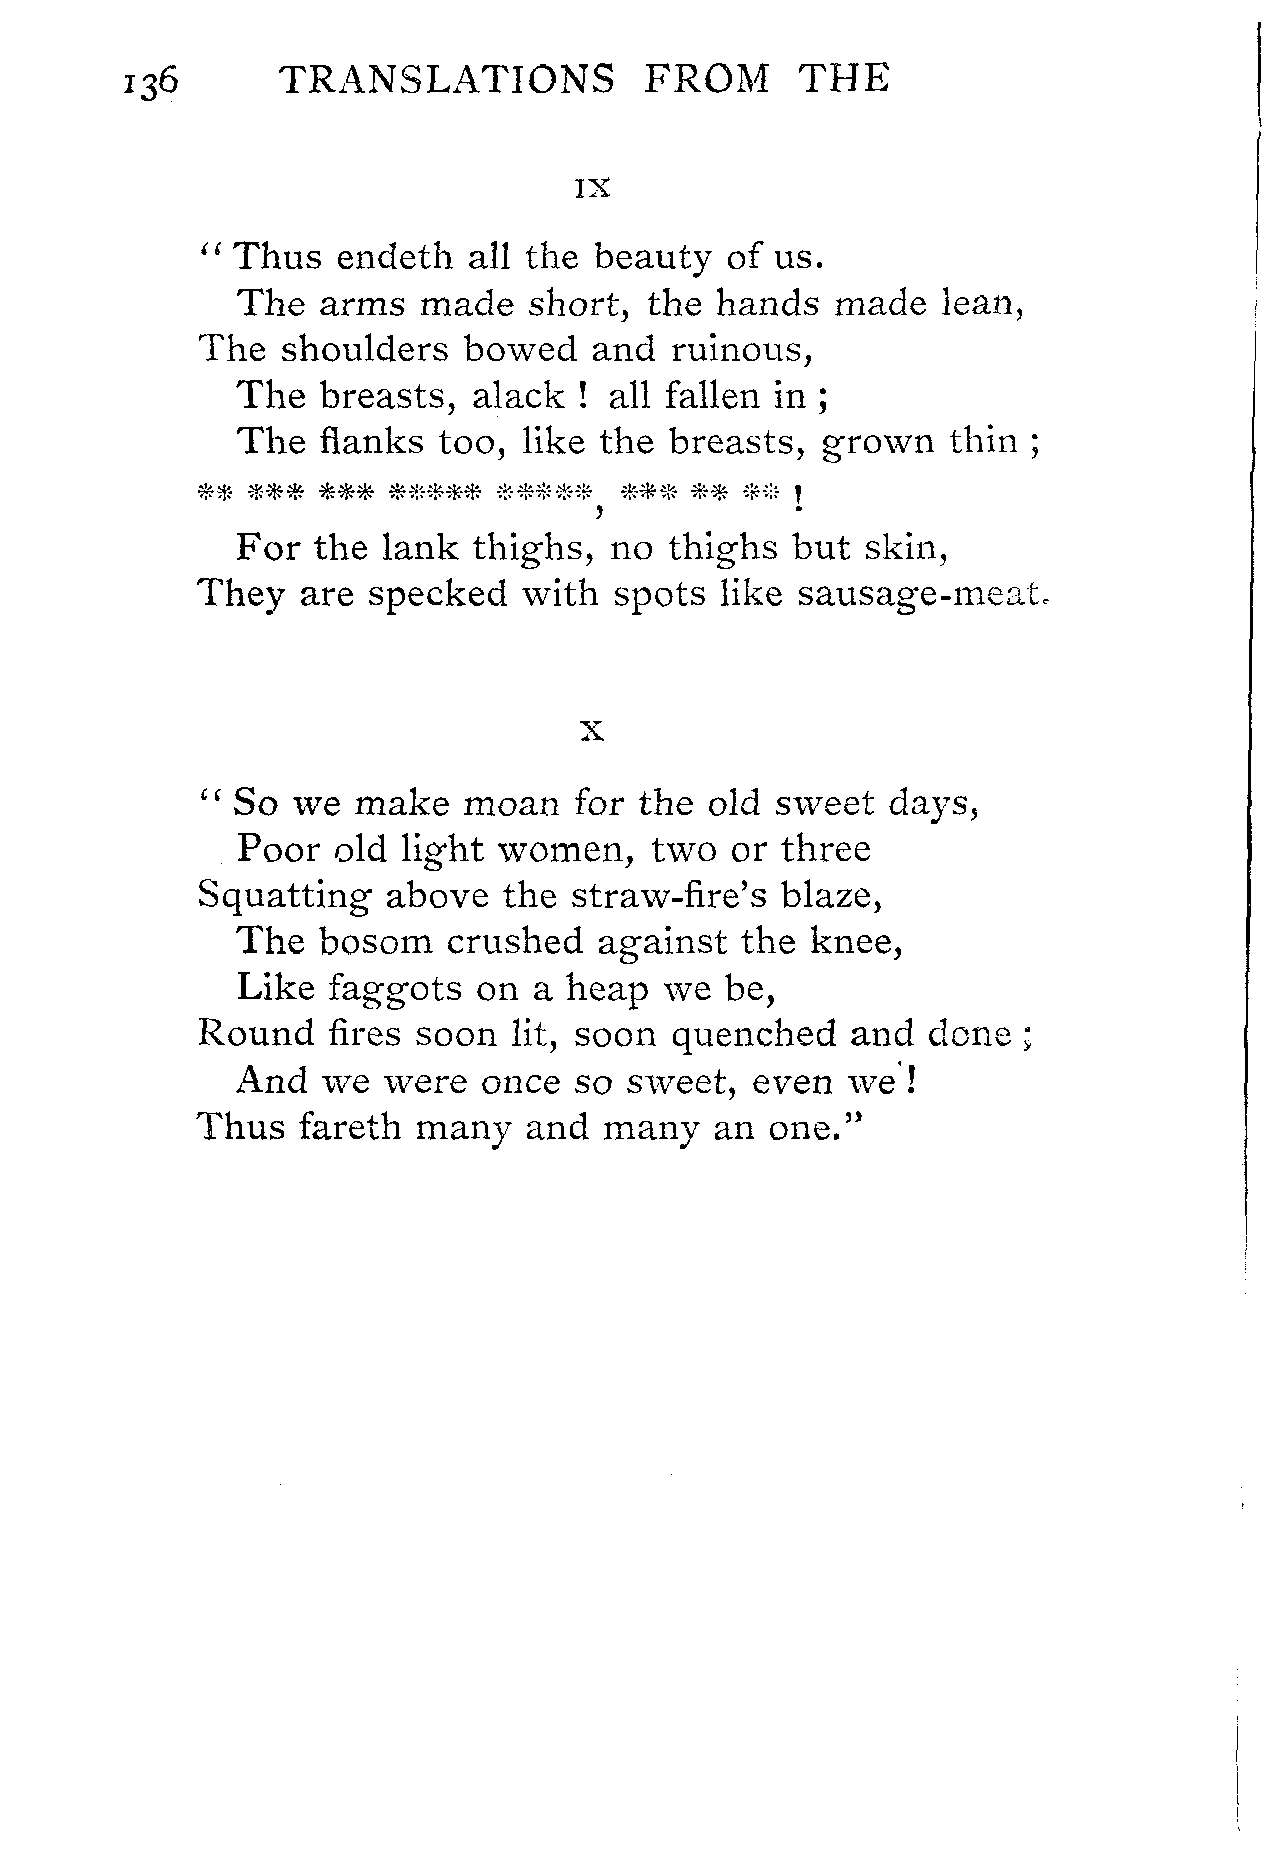 136 TRANSLATIONS FROM THE
IX
“ Thus endeth all the beauty of us.
The arms made short, the hands made lean,
The shoulders bowed and ruinous,
The breasts, alack ! all fallen in ;
The flanks too, like the breasts, grown thin ;
** *** *** ***** *****, *** ** ** !
For the lank thighs, no thighs but skin,
They are specked with spots like sausage-meat.
X
“ So we make moan for the old sweet days,
Poor old light women, two or three
Squatting above the straw-fire's blaze,
The bosom crushed against the knee,
Like faggots on a heap we be,
Round fires soon lit, soon quenched and done ;
And we were once so sweet, even we !
Thus fareth many and many an one.”